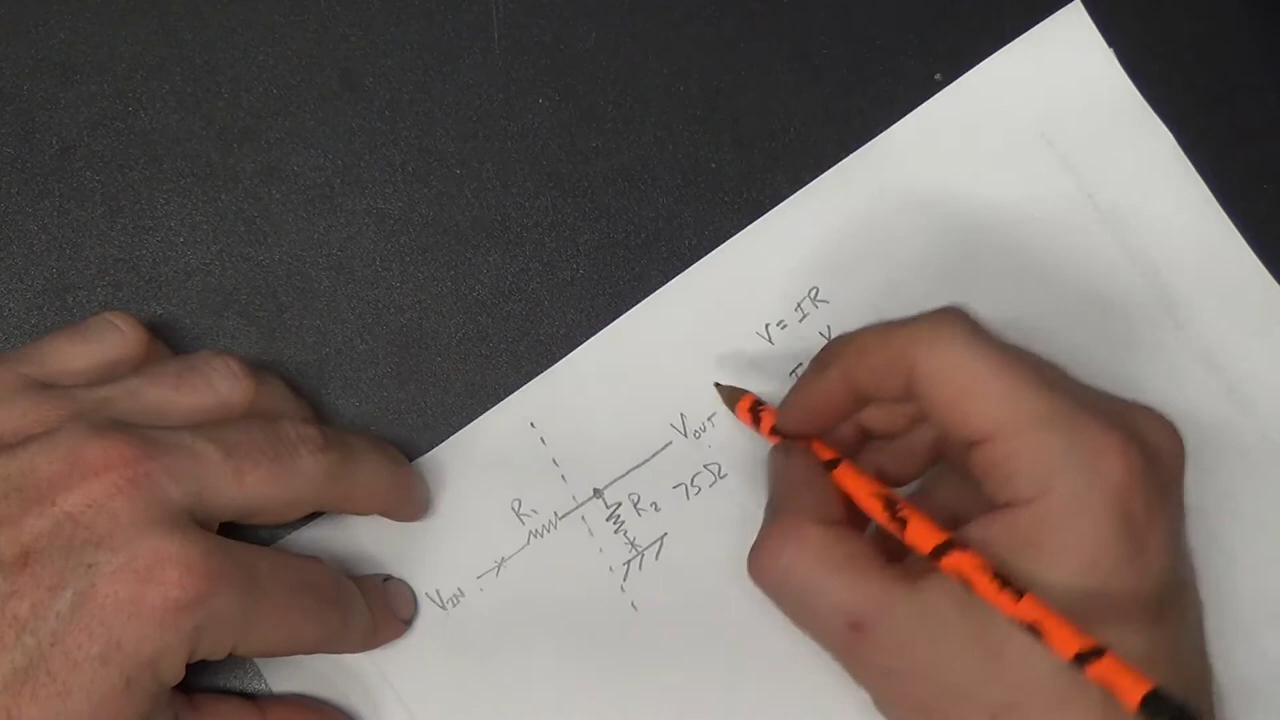 V = IR
I
V
VOUT
R1
R2 75Ω
VIN